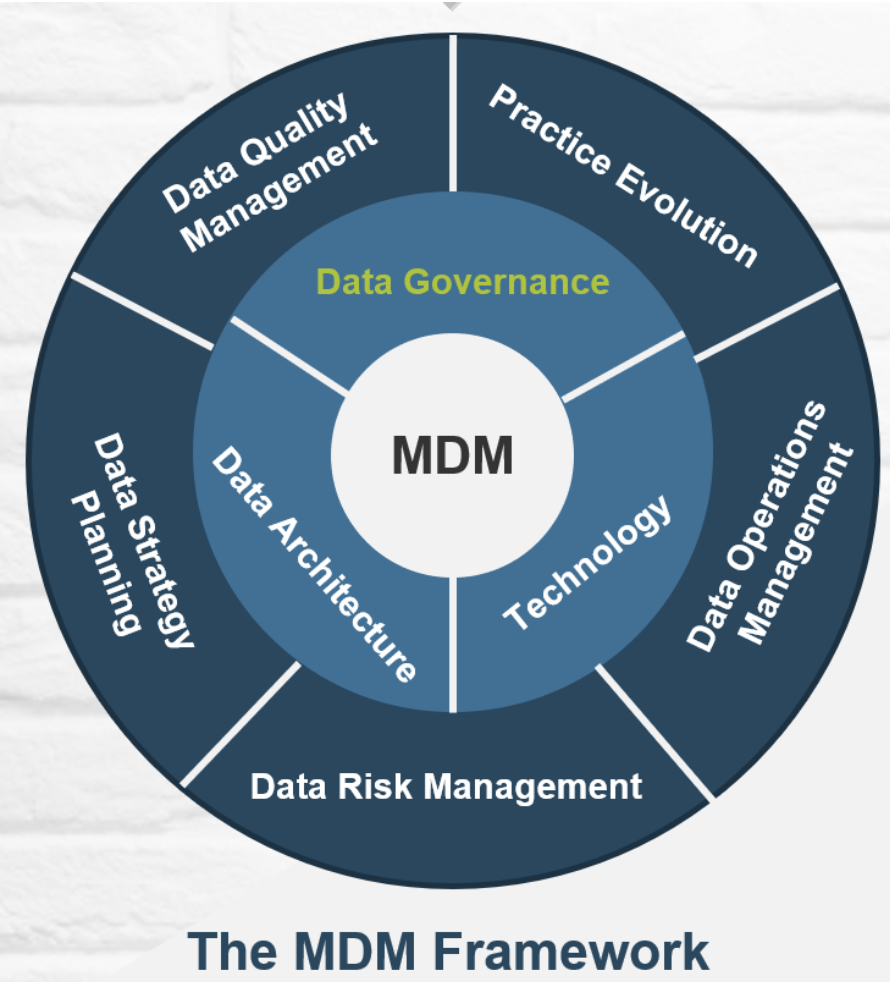 Data Quality
Management
Practice Evolution
Data Governance
MDM
Data Strategy
Planning
Data Architecture
Technology
Data Operations
Management
Data Risk Management
The MDM Framework